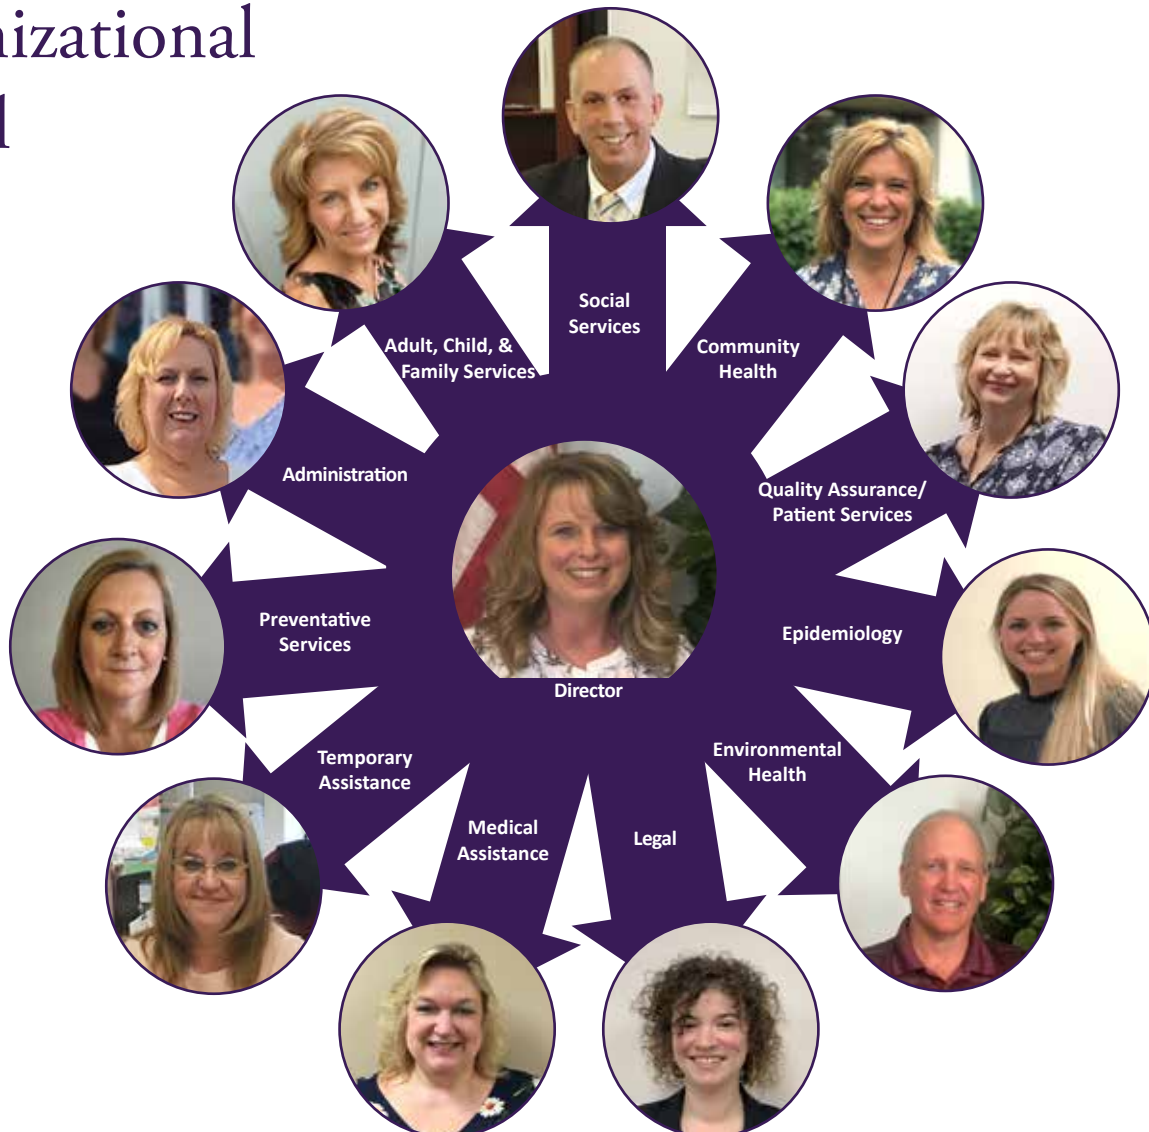 nizational
l
Social
Services
Adult, Child, &
Family Services
Community
Health
Administration
Quality Assurance/
Patient Services
Preventative
Services
Epidemiology
Director
Temporary
Assistance
Environmental
Health
Medical
Assistance
Legal